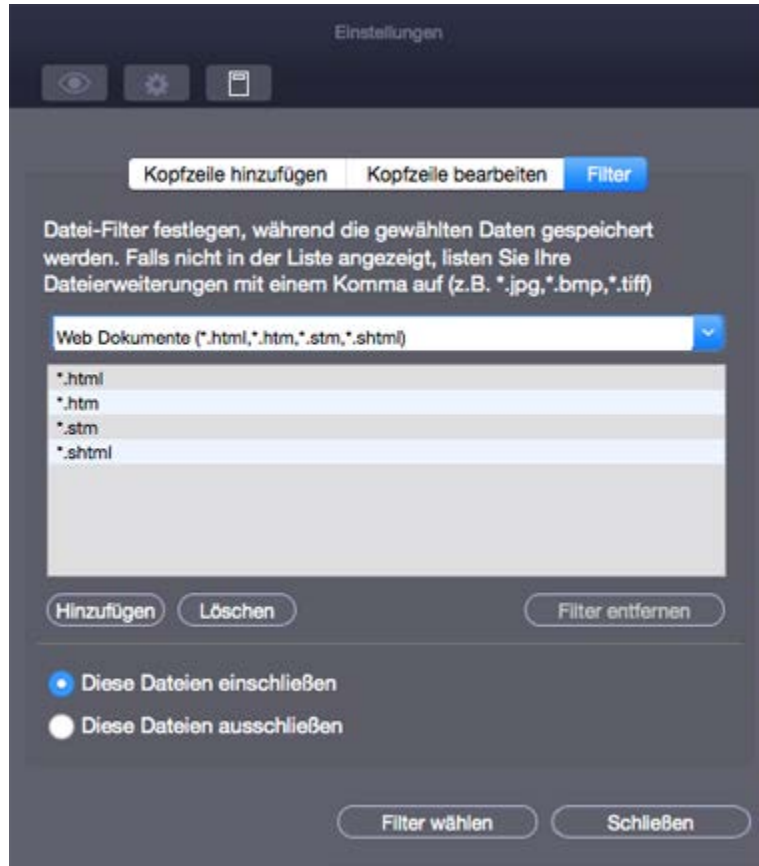 Einstellungen
Kopfzeile hinzufügen Kopfzeile bearbeiten Filter
Datei-Filter festlegen, während die gewählten Daten gespeichert
werden. Falls nicht in der Liste angezeigt, listen Sie Ihre
Dateierweiterungen mit einem Komma auf (z.B. *.jpg,*.bmp,*.tiff)
Web Dokumente (*.html,*.htm,*.stm,*.shtml)
*.html
*.htm
*.stm
*.shtml
Hinzufügen Löschen Filter entfernen
Diese Dateien einschließen
Diese Dateien ausschließen
Filter wählen Schließen